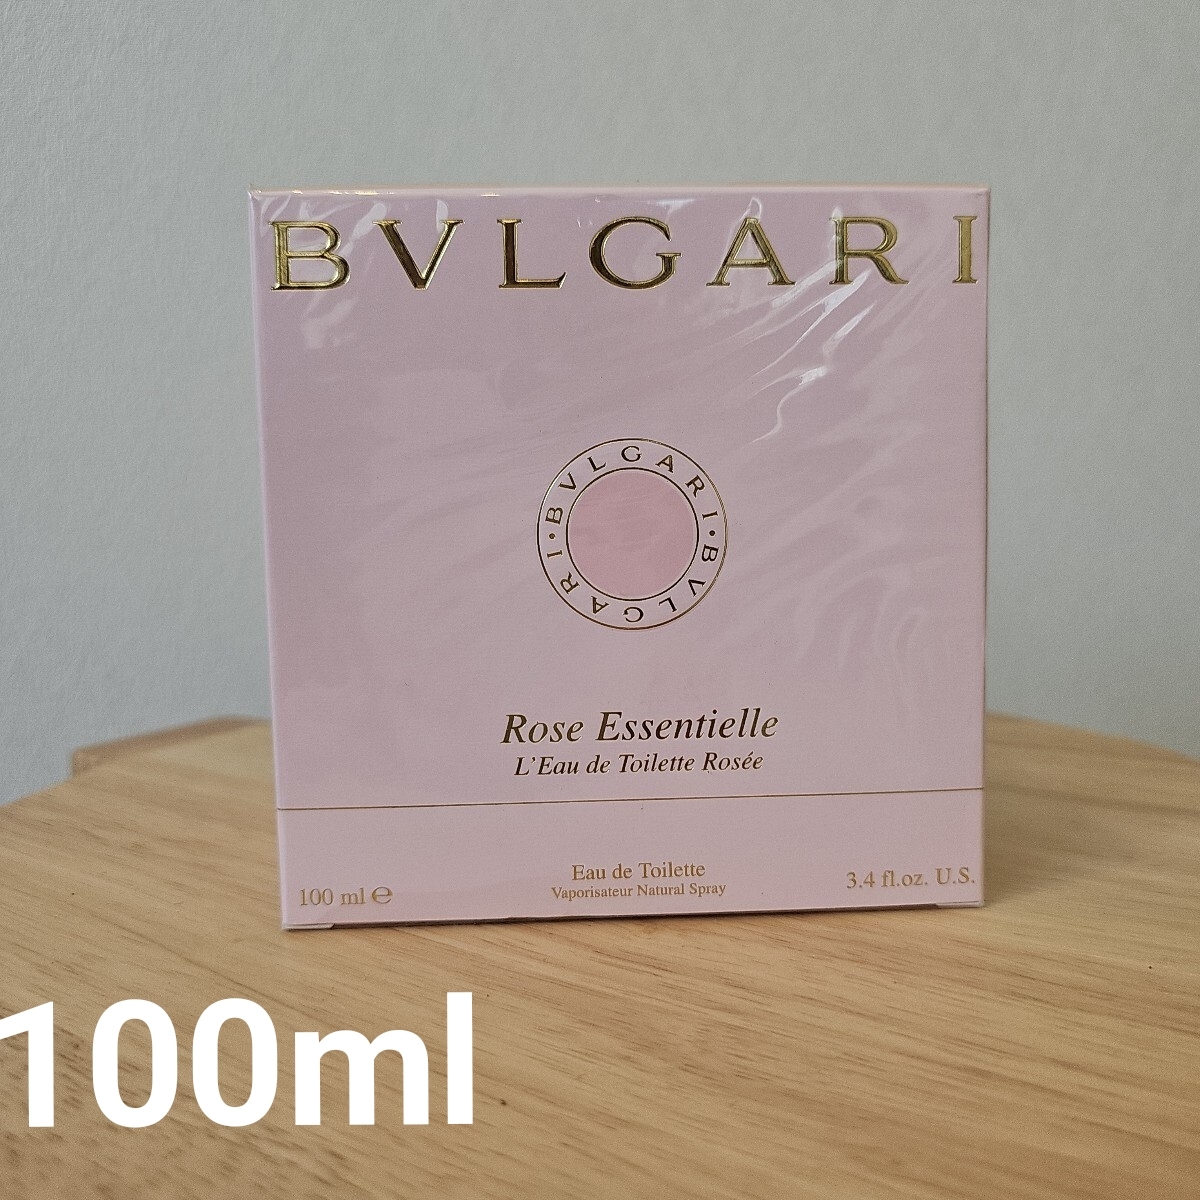 BVLGARI
BVLGARI·BVLGARI·
Rose Essentielle
L'Eau de Toilette Rosée
Eau de Toilette
Vaporisateur Natural Spray
100 ml ℮
3.4 fl.oz. U.S.
100ml